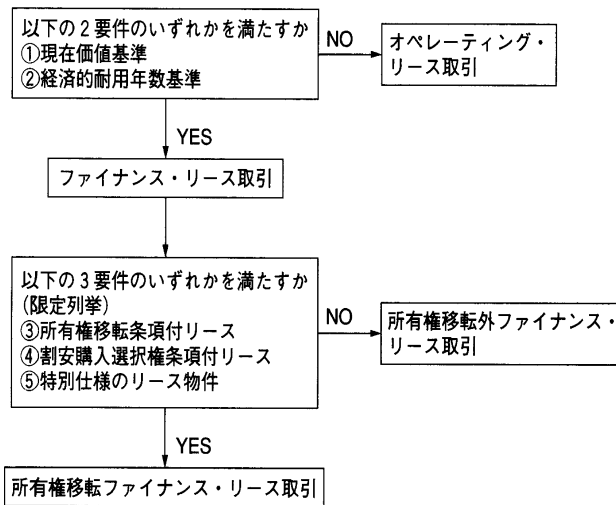 以下の2要件のいずれかを満たすか
①現在価値基準
②経済的耐用年数基準
NO
オペレーティング・
リース取引
YES
ファイナンス・リース取引
以下の3要件のいずれかを満たすか
(限定列挙)
③所有権移転条項付リース
④割安購入選択権条項付リース
⑤特別仕様のリース物件
NO
所有権移転外ファイナンス・
リース取引
YES
所有権移転ファイナンス・リース取引